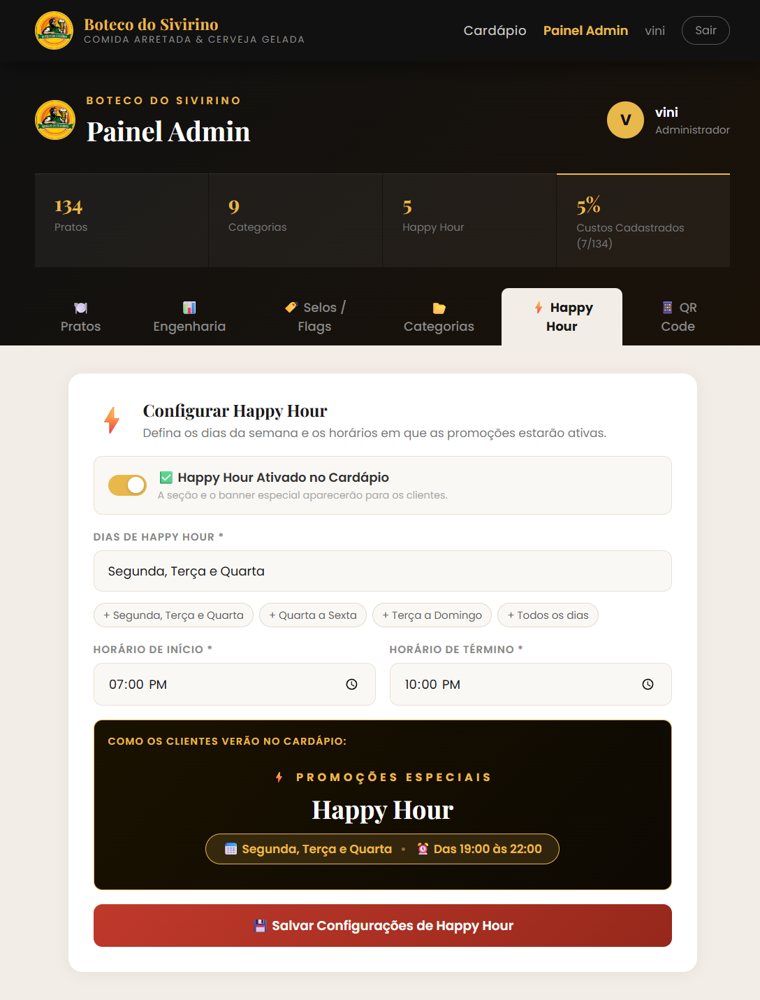 Boteco do Sivirino
COMIDA ARRETADA & CERVEJA GELADA
Cardápio
Painel Admin
vini
Sair
BOTECO DO SIVIRINO
Painel Admin
V
vini
Administrador
134
Pratos
9
Categorias
5
Happy Hour
5%
Custos Cadastrados
(7/134)
Pratos
Engenharia
Selos /
Flags
Categorias
Happy
Hour
QR
Code
Configurar Happy Hour
Defina os dias da semana e os horários em que as promoções estarão ativas.
Happy Hour Ativado no Cardápio
A seção e o banner especial aparecerão para os clientes.
DIAS DE HAPPY HOUR *
Segunda, Terça e Quarta
+ Segunda, Terça e Quarta
+ Quarta a Sexta
+ Terça a Domingo
+ Todos os dias
HORÁRIO DE INÍCIO *
HORÁRIO DE TÉRMINO *
07:00 PM
10:00 PM
COMO OS CLIENTES VERÃO NO CARDÁPIO:
PROMOÇÕES ESPECIAIS
Happy Hour
Segunda, Terça e Quarta • Das 19:00 às 22:00
Salvar Configurações de Happy Hour